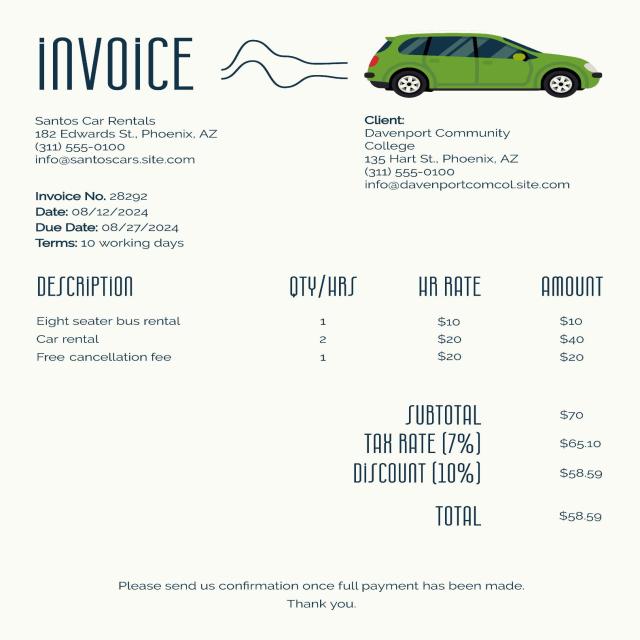 INVOICE
Santos Car Rentals
182 Edwards St., Phoenix, AZ
(311) 555-0100
info@santoscars.site.com
Client:
Davenport Community
College
135 Hart St., Phoenix, AZ
(311) 555-0100
info@davenportcomcol.site.com
Invoice No. 28292
Date: 08/12/2024
Due Date: 08/27/2024
Terms: 10 working days
DESCRIPTION QTY/HRS HR RATE AMOUNT
Eight seater bus rental 1 $10 $10
Car rental 2 $20 $40
Free cancellation fee 1 $20 $20
SUBTOTAL $70
TAX RATE (7%) $65.10
DISCOUNT (10%) $58.59
TOTAL $58.59
Please send us confirmation once full payment has been made.
Thank you.